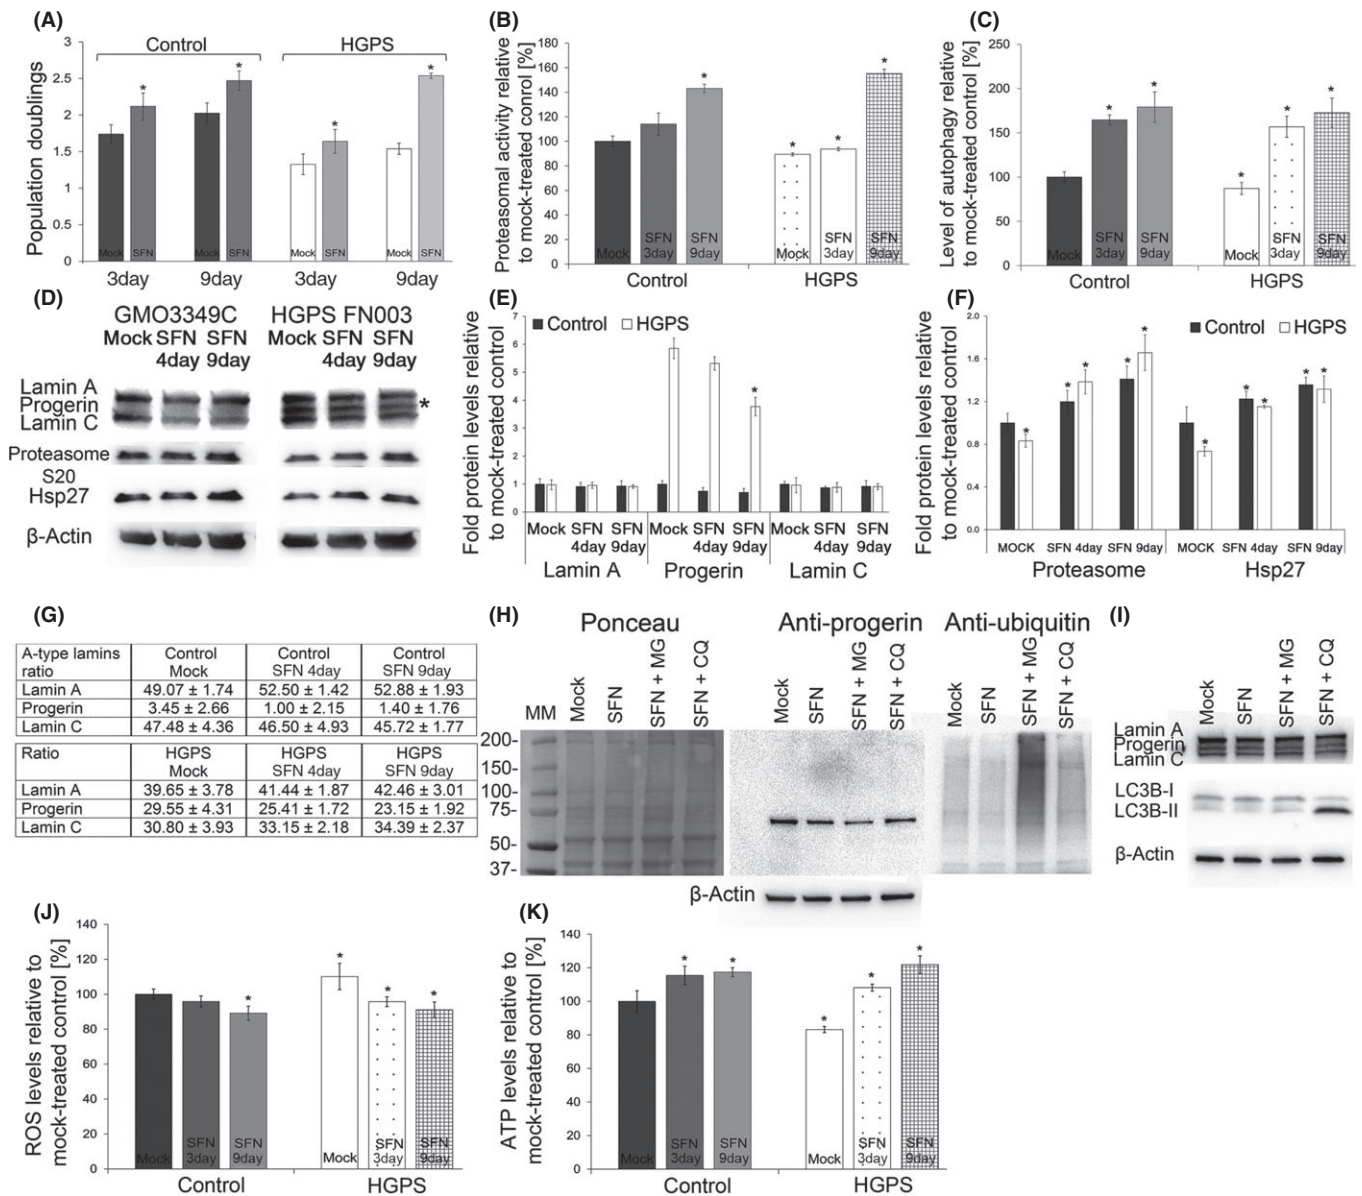 (A)
Population doublings
3
2.5
2
1.5
1
0.5
0
Control
HGPS
*
*
*
*
Mock
SFN
Mock
SFN
Mock
SFN
Mock
SFN
3day
9day
3day
9day
(B)
Proteasomal activity relative
to mock-treated conrol [%]
180
160
140
120
100
80
60
40
20
0
*
*
*
*
Mock
SFN
3day
SFN
9day
Mock
SFN
3day
SFN
9day
Control
HGPS
(C)
Level of autophagy relative
to mock-treated control [%]
250
200
150
100
50
0
*
*
*
*
*
Mock
SFN
3day
SFN
9day
Mock
SFN
3day
SFN
9day
Control
HGPS
(D)
GMO3349C
HGPS FN003
Mock SFN SFN
4day 9day
Mock SFN SFN
4day 9day
Lamin A
Progerin
Lamin C
*
Proteasome
S20
Hsp27
β-Actin
(E)
Fold protein levels relative
to mock-treated control
7
6
5
4
3
2
1
0
Control HGPS
*
Mock SFN SFN Mock SFN SFN Mock SFN SFN
4day 9day 4day 9day 4day 9day
Lamin A Progerin Lamin C
(F)
Fold protein levels relative
to mock-treated control
2.0
1.6
1.2
0.8
0.4
0.0
Control HGPS
*
*
*
*
*
*
*
*
*
*
MOCK SFN 4day SFN 9day MOCK SFN 4day SFN 9day
Proteasome Hsp27
(G)
A-type lamins ratio Control Mock Control SFN 4day Control SFN 9day
Lamin A 49.07 ± 1.74 52.50 ± 1.42 52.88 ± 1.93
Progerin 3.45 ± 2.66 1.00 ± 2.15 1.40 ± 1.76
Lamin C 47.48 ± 4.36 46.50 ± 4.93 45.72 ± 1.77
Ratio HGPS Mock HGPS SFN 4day HGPS SFN 9day
Lamin A 39.65 ± 3.78 41.44 ± 1.87 42.46 ± 3.01
Progerin 29.55 ± 4.31 25.41 ± 1.72 23.15 ± 1.92
Lamin C 30.80 ± 3.93 33.15 ± 2.18 34.39 ± 2.37
(H)
Ponceau
Anti-progerin
Anti-ubiquitin
MM
Mock
SFN
SFN + MG
SFN + CQ
Mock
SFN
SFN + MG
SFN + CQ
Mock
SFN
SFN + MG
SFN + CQ
200-
150-
100-
75-
50-
37-
β-Actin
(I)
Mock
SFN
SFN + MG
SFN + CQ
Lamin A
Progerin
Lamin C
LC3B-I
LC3B-II
β-Actin
(J)
ROS levels relative to
mock-treated control [%]
140
120
100
80
60
40
20
0
*
*
*
*
Mock
SFN
3day
SFN
9day
Mock
SFN
3day
SFN
9day
Control
HGPS
(K)
ATP levels relative to
mock-treated control [%]
140
120
100
80
60
40
20
0
*
*
*
*
*
Mock
SFN
3day
SFN
9day
Mock
SFN
3day
SFN
9day
Control
HGPS